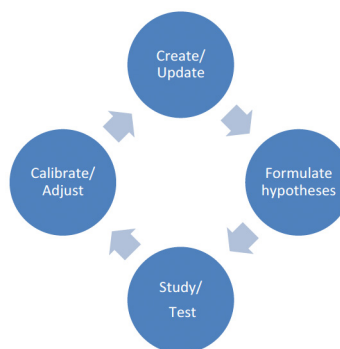 Create/
Update
Formulate
hypotheses
Study/
Test
Calibrate/
Adjust